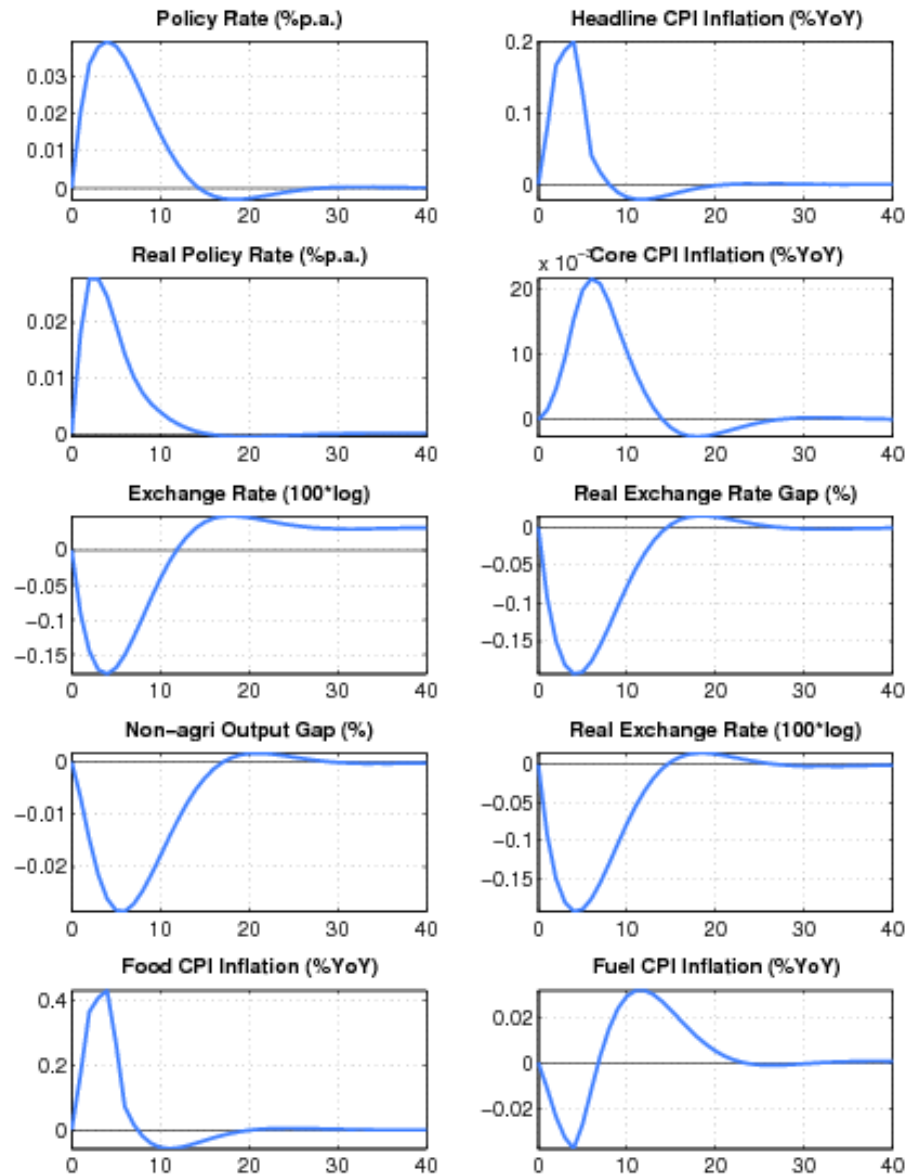 Policy Rate (%p.a.)
0.03
0.02
0.01
0
0 10 20 30 40
Headline CPI Inflation (%YoY)
0.2
0.1
0
0 10 20 30 40
Real Policy Rate (%p.a.)
0.02
0.01
0
0 10 20 30 40
x 10⁻³ Core CPI Inflation (%YoY)
20
10
0
0 10 20 30 40
Exchange Rate (100*log)
0
−0.05
−0.1
−0.15
0 10 20 30 40
Real Exchange Rate Gap (%)
0
−0.05
−0.1
−0.15
0 10 20 30 40
Non−agri Output Gap (%)
0
−0.01
−0.02
0 10 20 30 40
Real Exchange Rate (100*log)
0
−0.05
−0.1
−0.15
0 10 20 30 40
Food CPI Inflation (%YoY)
0.4
0.2
0
0 10 20 30 40
Fuel CPI Inflation (%YoY)
0.02
0
−0.02
0 10 20 30 40